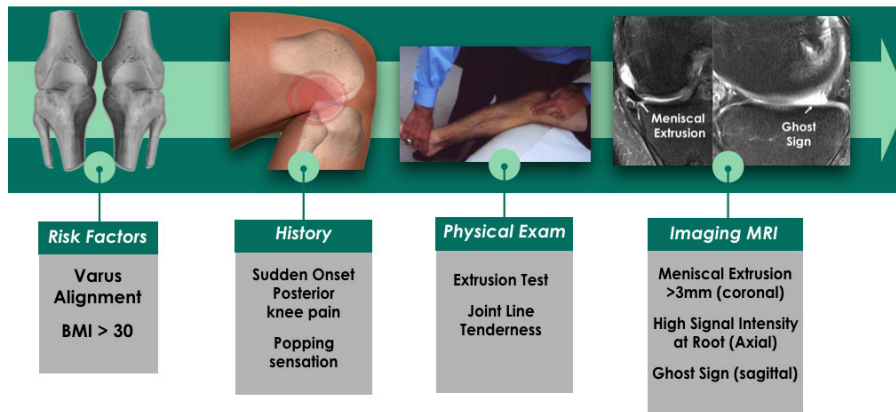 Meniscal
Extrusion
Ghost
Sign
Risk Factors
Varus
Alignment
BMI > 30
History
Sudden Onset
Posterior
knee pain
Popping
sensation
Physical Exam
Extrusion Test
Joint Line
Tenderness
Imaging MRI
Meniscal Extrusion
>3mm (coronal)
High Signal Intensity
at Root (Axial)
Ghost Sign (sagittal)